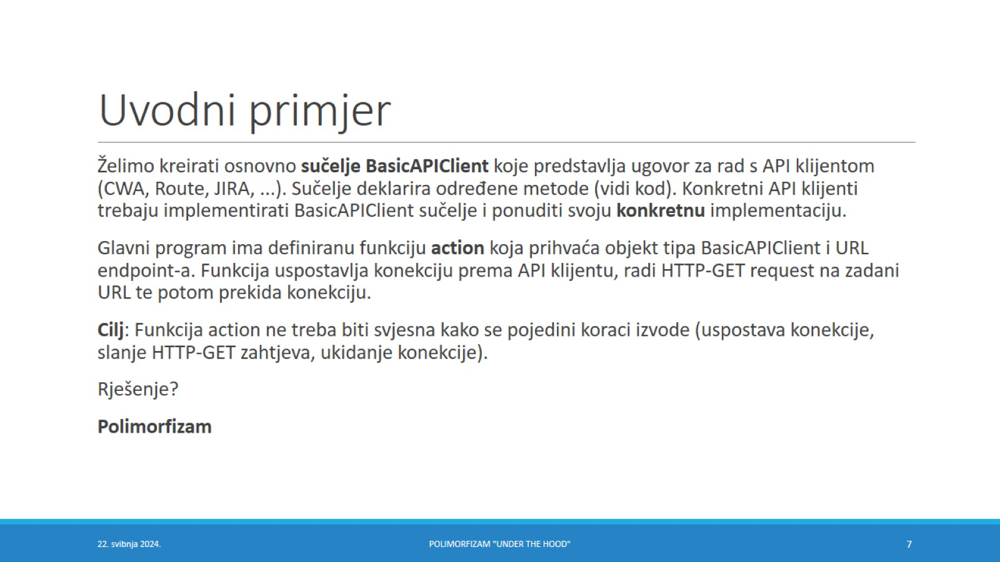 Uvodni primjer
Želimo kreirati osnovno sučelje BasicAPIClient koje predstavlja ugovor za rad s API klijentom
(CWA, Route, JIRA, ...). Sučelje deklarira određene metode (vidi kod). Konkretni API klijenti
trebaju implementirati BasicAPIClient sučelje i ponuditi svoju konkretnu implementaciju.
Glavni program ima definiranu funkciju action koja prihvaća objekt tipa BasicAPIClient i URL
endpoint-a. Funkcija uspostavlja konekciju prema API klijentu, radi HTTP-GET request na zadani
URL te potom prekida konekciju.
Cilj: Funkcija action ne treba biti svjesna kako se pojedini koraci izvode (uspostava konekcije,
slanje HTTP-GET zahtjeva, ukidanje konekcije).
Rješenje?
Polimorfizam
22. svibnja 2024.
POLIMORFIZAM "UNDER THE HOOD"
7